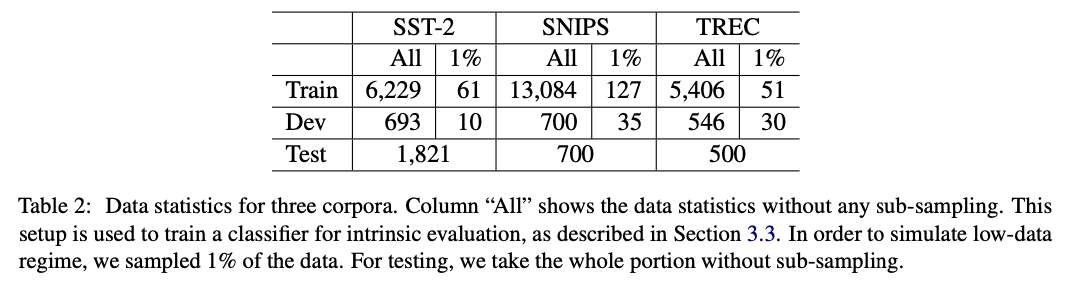 SST-2 SNIPS TREC
All 1% All 1% All 1%
Train 6,229 61 13,084 127 5,406 51
Dev 693 10 700 35 546 30
Test 1,821 700 500
Table 2: Data statistics for three corpora. Column “All” shows the data statistics without any sub-sampling. This
setup is used to train a classifier for intrinsic evaluation, as described in Section 3.3. In order to simulate low-data
regime, we sampled 1% of the data. For testing, we take the whole portion without sub-sampling.